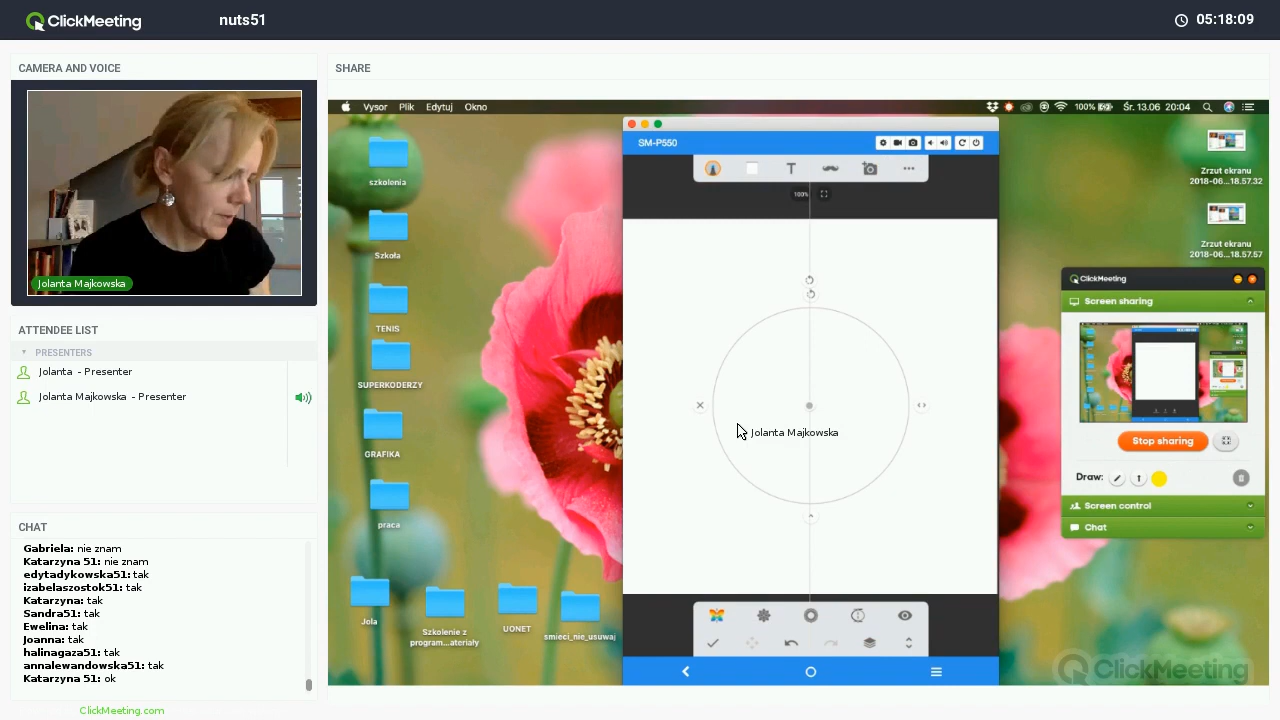 ClickMeeting
nuts51
05:18:09
CAMERA AND VOICE
Jolanta Majkowska
ATTENDEE LIST
PRESENTERS
Jolanta - Presenter
Jolanta Majkowska - Presenter
CHAT
Gabriela: nie znam
Katarzyna 51: nie znam
edytadykowska51: tak
izabelaszostok51: tak
Katarzyna: tak
Sandra51: tak
Ewelina: tak
Joanna: tak
halinagaza51: tak
annalewandowska51: tak
Katarzyna 51: ok
ClickMeeting.com
SHARE
Vysor Plik Edytuj Okno
100% Śr. 13.06 20:04
szkolenia
Szkoła
TENIS
SUPERKODERZY
GRAFIKA
praca
Jola
Szkolenie z
program...ateriały
UONET
smieci_nie_usuwaj
SM-P550
T
100%
Jolanta Majkowska
Zrzut ekranu
2018-06...18.57.32
Zrzut ekranu
2018-06...18.57.57
ClickMeeting
Screen sharing
Stop sharing
Draw:
Screen control
Chat
ClickMeeting